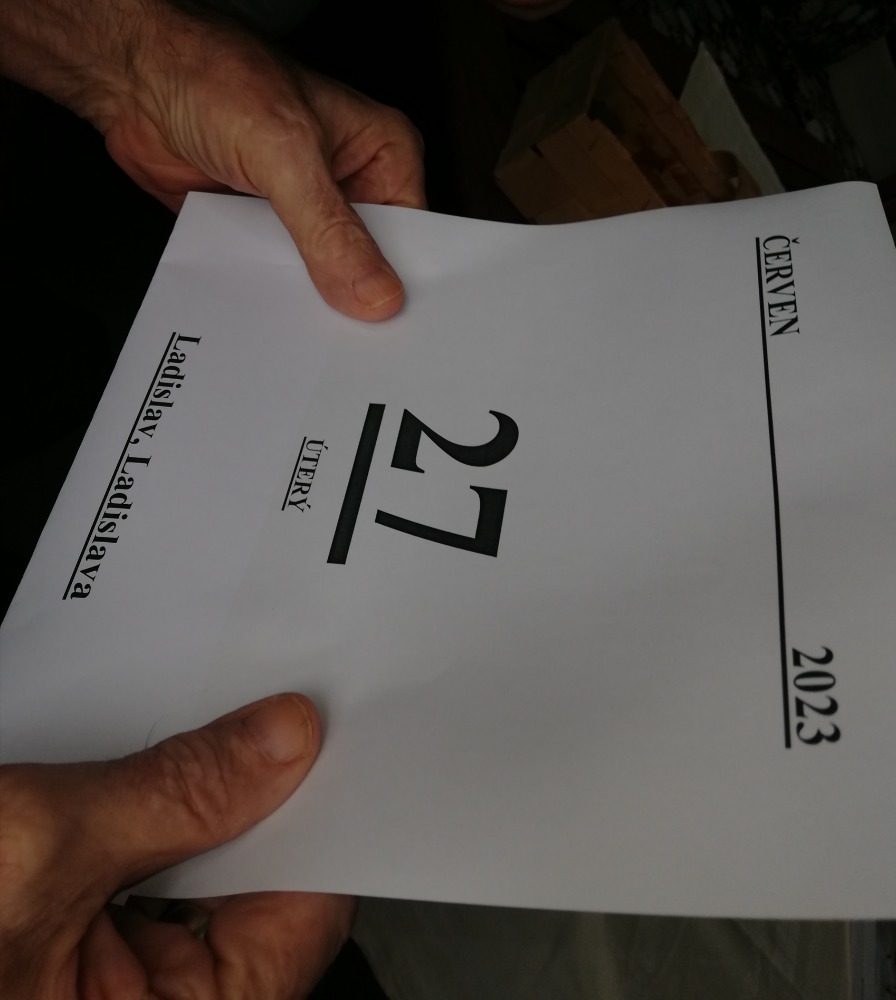 ČERVEN 2023
27
ÚTERÝ
Ladislav, Ladislava